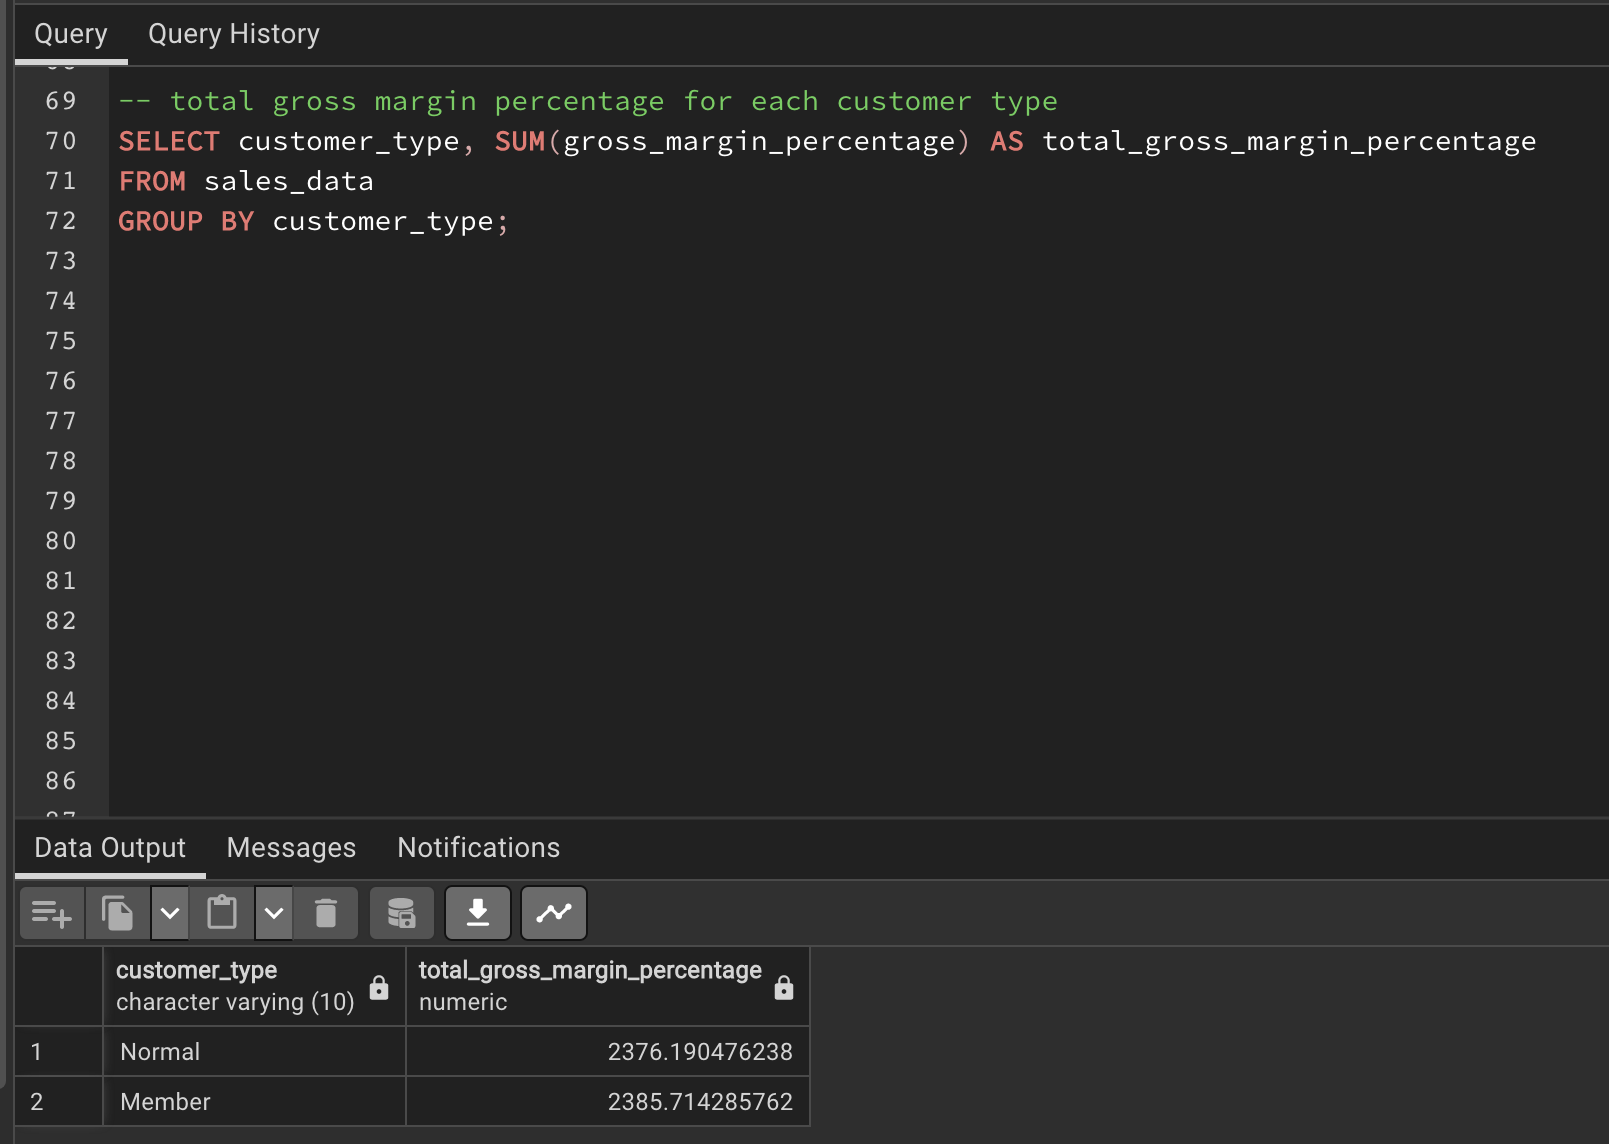 Query Query History
69 -- total gross margin percentage for each customer type
70 SELECT customer_type, SUM(gross_margin_percentage) AS total_gross_margin_percentage
71 FROM sales_data
72 GROUP BY customer_type;
73
74
75
76
77
78
79
80
81
82
83
84
85
86
Data Output Messages Notifications
customer_type total_gross_margin_percentage
character varying (10) numeric
1 Normal 2376.190476238
2 Member 2385.714285762